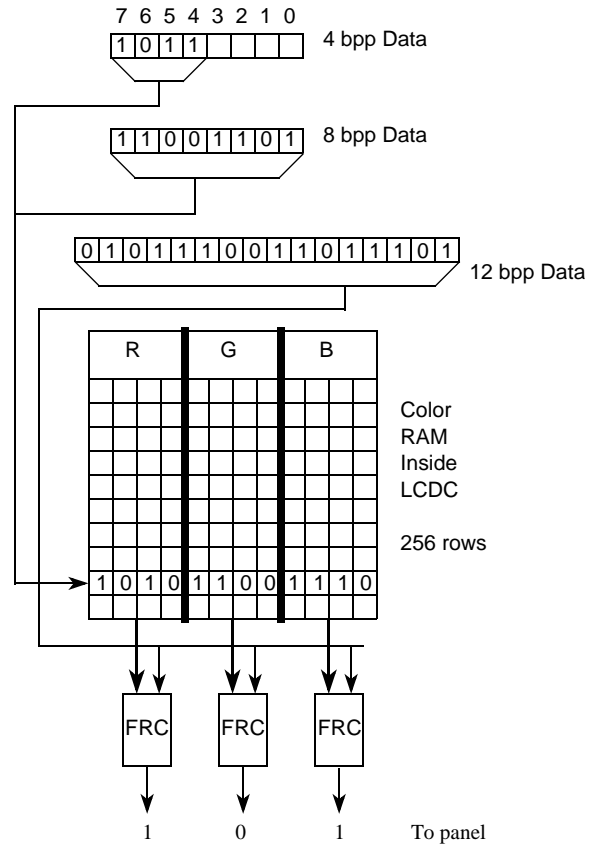 7 6 5 4 3 2 1 0
1 0 1 1
4 bpp Data
1 1 0 0 1 1 0 1
8 bpp Data
0 1 0 1 1 1 0 0 1 1 0 1 1 1 0 1
12 bpp Data
R G B
Color
RAM
Inside
LCDC
256 rows
1 0 1 0 1 1 0 0 1 1 1 0
FRC FRC FRC
1 0 1 To panel